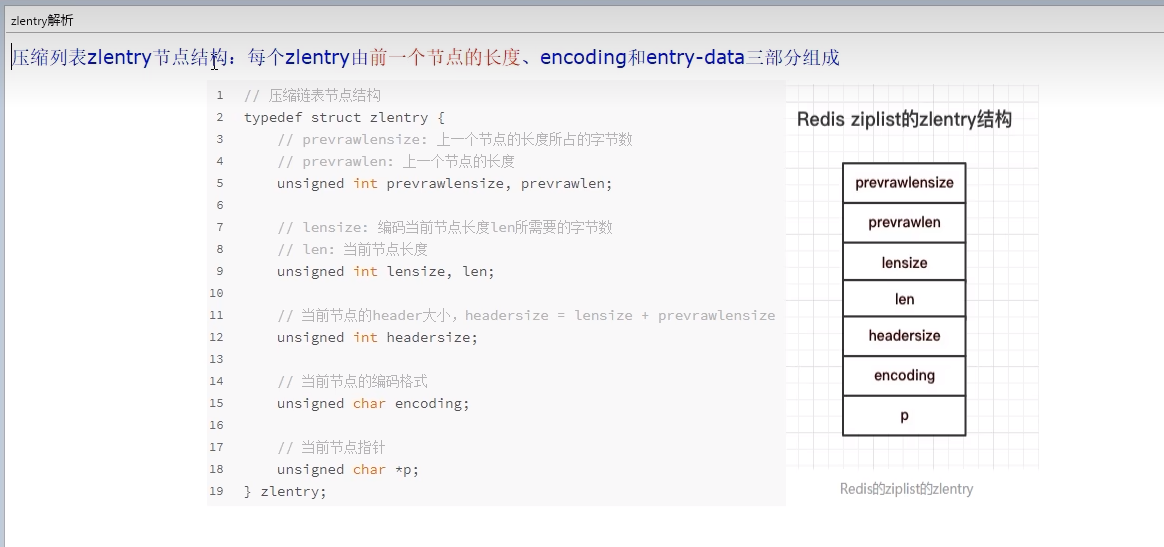 zlentry解析
压缩列表zlentry节点结构：每个zlentry由前一个节点的长度、encoding和entry-data三部分组成
1 // 压缩链表节点结构
2 typedef struct zlentry {
3 // prevrawlensize: 上一个节点的长度所占的字节数
4 // prevrawlen: 上一个节点的长度
5 unsigned int prevrawlensize, prevrawlen;
6
7 // lensize: 编码当前节点长度len所需要的字节数
8 // len: 当前节点长度
9 unsigned int lensize, len;
10
11 // 当前节点的header大小，headersize = lensize + prevrawlensize
12 unsigned int headersize;
13
14 // 当前节点的编码格式
15 unsigned char encoding;
16
17 // 当前节点指针
18 unsigned char *p;
19 } zlentry;
Redis ziplist的zlentry结构
prevrawlensize
prevrawlen
lensize
len
headersize
encoding
p
Redis的ziplist的zlentry